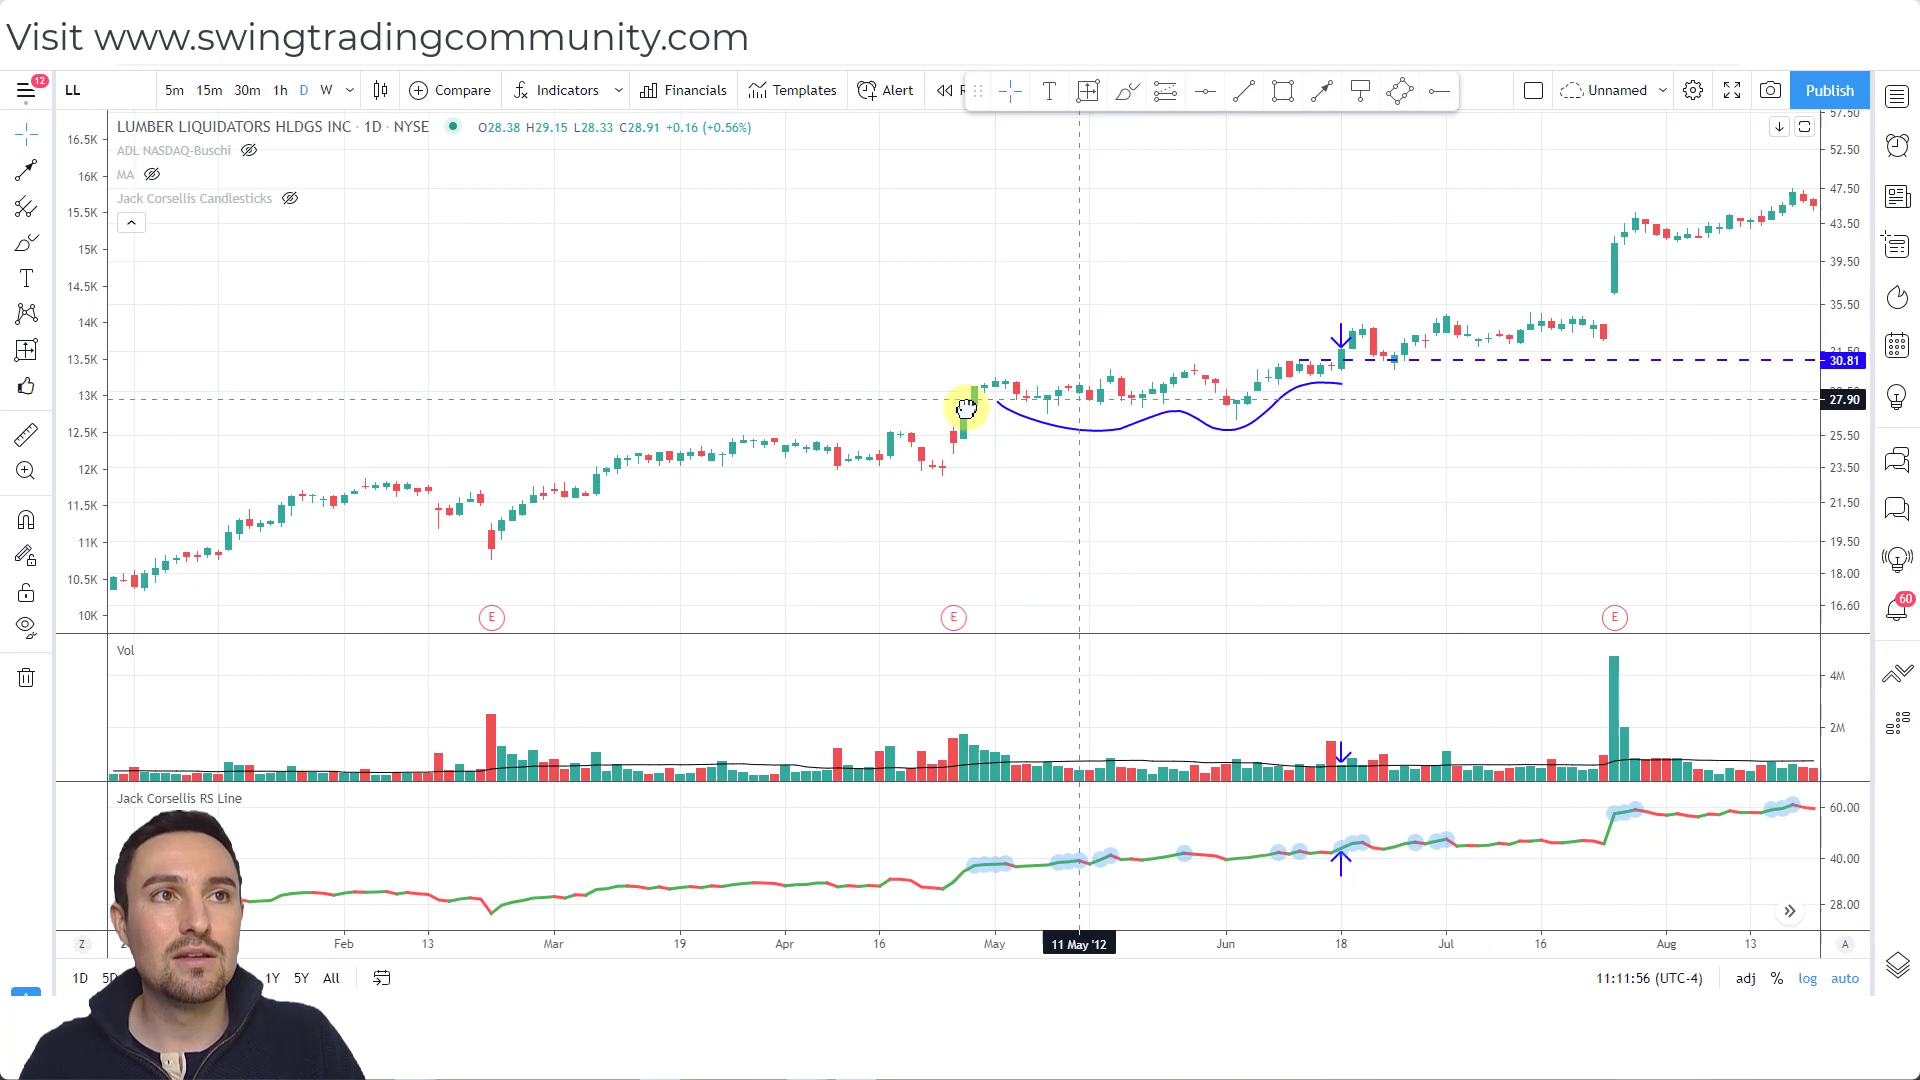 Visit www.swingtradingcommunity.com
12
LL 5m 15m 30m 1h D W Compare Indicators Financials Templates Alert Unnamed Publish
LUMBER LIQUIDATORS HLDGS INC · 1D · NYSE O28.38 H29.15 L28.33 C28.91 +0.16 (+0.56%)
ADL NASDAQ-Buschi
MA
Jack Corsellis Candlesticks
16.5K
16K
15.5K
15K
14.5K
14K
13.5K
13K
12.5K
12K
11.5K
11K
10.5K
10K
57.50
52.50
47.50
43.50
39.50
35.50
30.81
27.90
25.50
23.50
21.50
19.50
18.00
16.60
E E E
60
Vol
4M
2M
Jack Corsellis RS Line
60.00
40.00
28.00
Z Feb 13 Mar 19 Apr 16 May 11 May '12 Jun 18 Jul 16 Aug 13 A
1D 1Y 5Y All 11:11:56 (UTC-4) adj % log auto